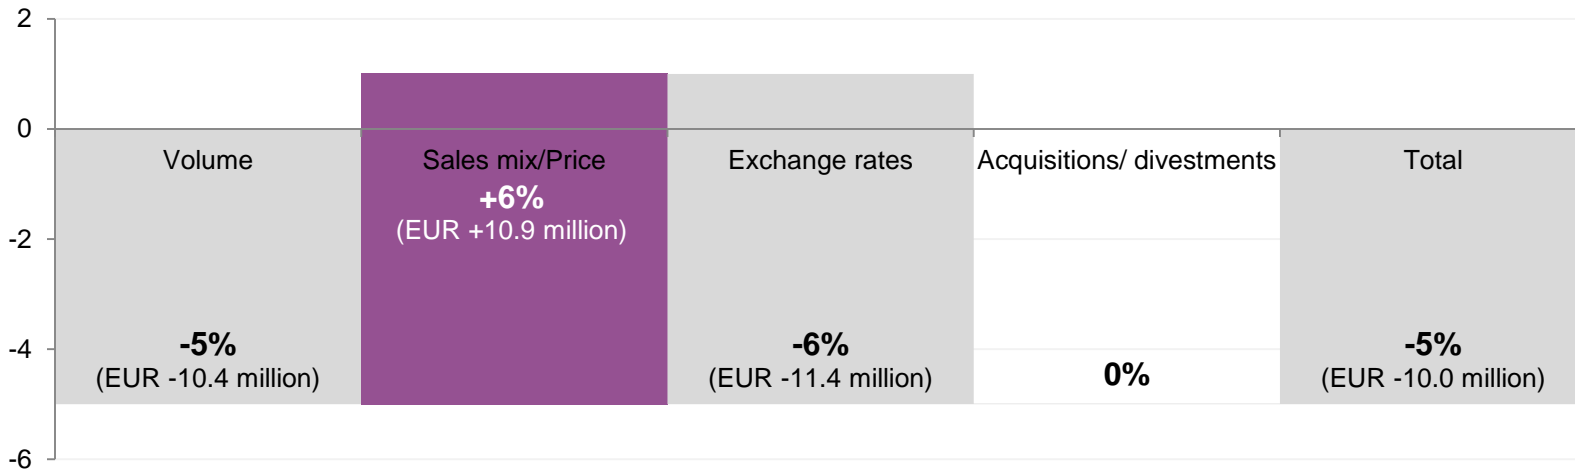 2
0
-2
-4
-6
Volume
-5%
(EUR -10.4 million)
Sales mix/Price
+6%
(EUR +10.9 million)
Exchange rates
-6%
(EUR -11.4 million)
Acquisitions/ divestments
0%
Total
-5%
(EUR -10.0 million)